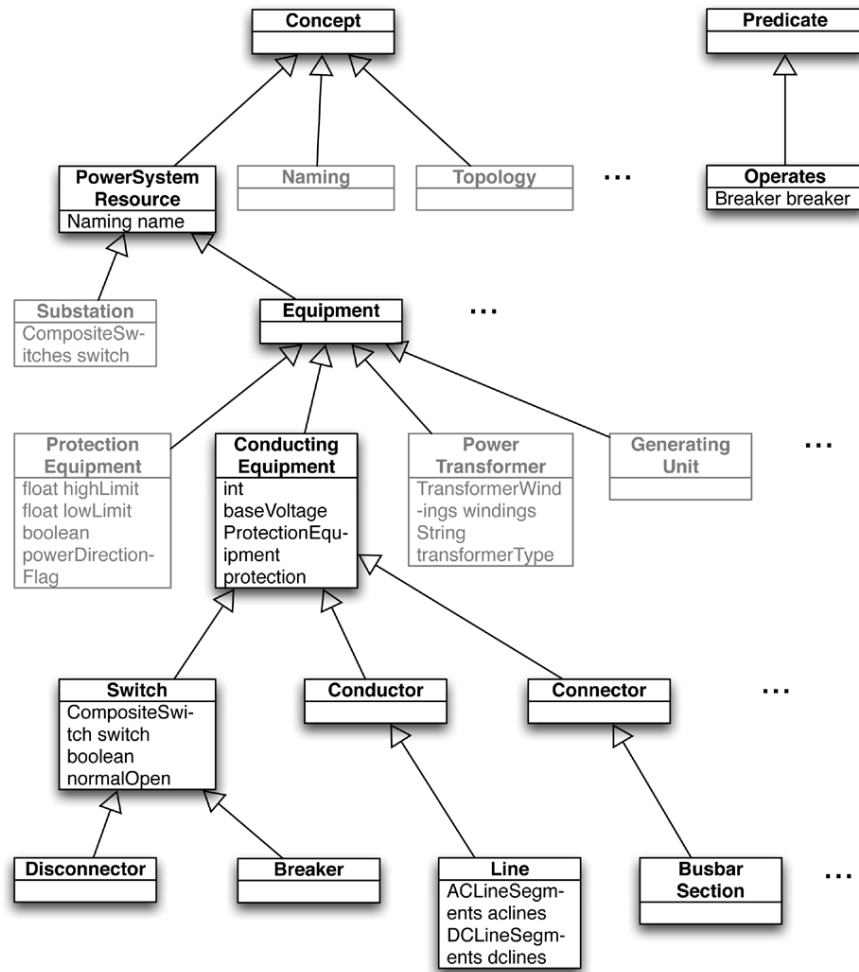 Concept
Predicate
PowerSystem
Resource
Naming name
Naming
Topology
...
Operates
Breaker breaker
Substation
CompositeSw-
itches switch
Equipment
...
Protection
Equipment
float highLimit
float lowLimit
boolean
powerDirection-
Flag
Conducting
Equipment
int
baseVoltage
ProtectionEqu-
ipment
protection
Power
Transformer
TransformerWind
-ings windings
String
transformerType
Generating
Unit
...
Switch
CompositeSwi-
tch switch
boolean
normalOpen
Conductor
Connector
...
Disconnector
Breaker
Line
ACLineSegm-
ents aclines
DCLineSegm-
ents dclines
Busbar
Section
...